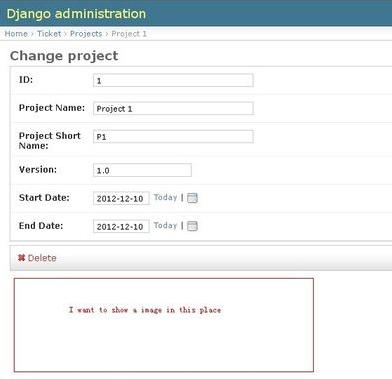 Django administration
Home › Ticket › Projects › Project 1
Change project
ID: 1
Project Name: Project 1
Project Short Name: P1
Version: 1.0
Start Date: 2012-12-10 Today |
End Date: 2012-12-10 Today |
Delete
I want to show a image in this place